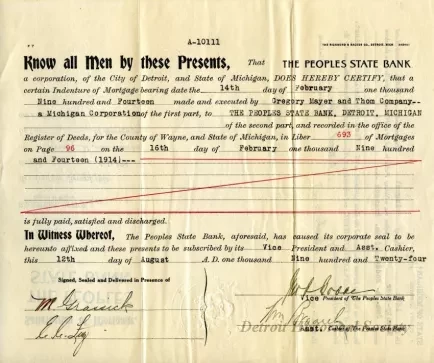 A-10111
Know all Men by these Presents, That THE PEOPLES STATE BANK
a corporation, of the City of Detroit, and State of Michigan, DOES HEREBY CERTIFY, that a
certain Indenture of Mortgage bearing date the 14th day of February one thousand
Nine hundred and Fourteen made and executed by Gregory Mayer and Thom Company--
a Michigan Corporation of the first part, to THE PEOPLES STATE BANK, DETROIT, MICHIGAN
of the second part, and recorded in the office of the
Register of Deeds, for the County of Wayne, and State of Michigan, in Liber 693 of Mortgages
on Page 96 on the 16th day of February one thousand Nine hundred
and Fourteen (1914)---
is fully paid, satisfied and discharged.
In Witness Whereof, The Peoples State Bank, aforesaid, has caused its corporate seal to be
hereunto affixed and these presents to be subscribed by its Vice President and Asst. Cashier,
this 12th day of August A.D. one thousand Nine hundred and Twenty-four
Signed, Sealed and Delivered in Presence of
Vice President of The Peoples State Bank
Detroit
Asst. Cashier of The Peoples State Bank